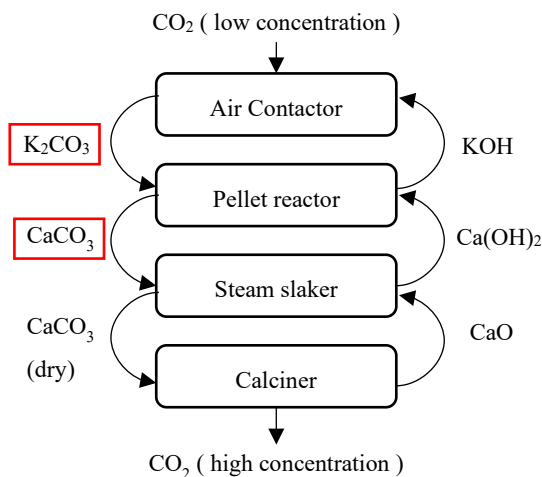 CO₂ ( low concentration )
Air Contactor
K₂CO₃
KOH
Pellet reactor
CaCO₃
Ca(OH)₂
Steam slaker
CaCO₃
(dry)
CaO
Calciner
CO₂ ( high concentration )